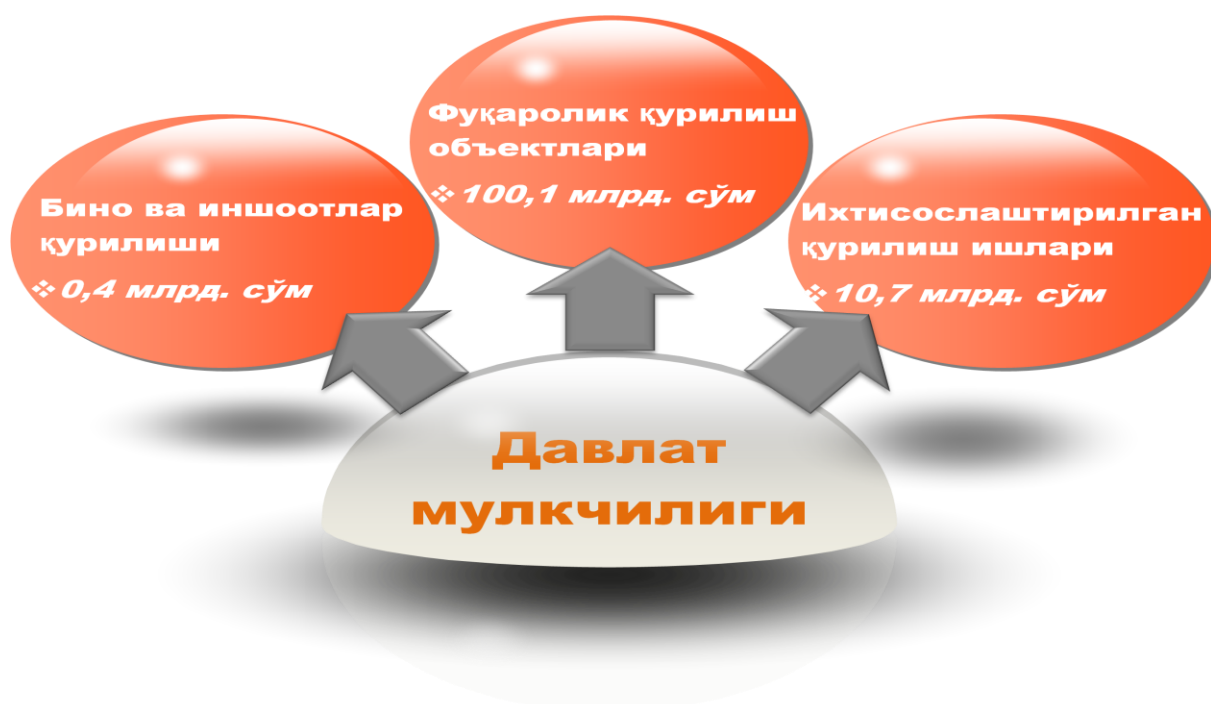 Фуқаролик қурилиш
объектлари
❖ 100,1 млрд. сўм
Бино ва иншоотлар
қурилиши
❖ 0,4 млрд. сўм
Ихтисослаштирилган
қурилиш ишлари
❖ 10,7 млрд. сўм
Давлат
мулкчилиги